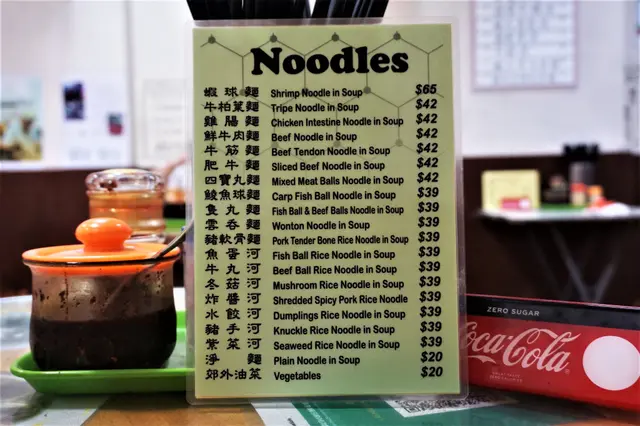 Noodles
蝦球麵 Shrimp Noodle in Soup $65
牛柏葉麵 Tripe Noodle in Soup $42
雞腸麵 Chicken Intestine Noodle in Soup $42
鮮牛肉麵 Beef Noodle in Soup $42
牛筋麵 Beef Tendon Noodle in Soup $42
肥牛麵 Sliced Beef Noodle in Soup $42
四寶丸麵 Mixed Meat Balls Noodle in Soup $42
鯪魚球麵 Carp Fish Ball Noodle in Soup $39
魚丸麵 Fish Ball & Beef Balls Noodle in Soup $39
雲吞麵 Wonton Noodle in Soup $39
豬軟骨麵 Pork Tender Bone Rice Noodle in Soup $39
魚蛋河 Fish Ball Rice Noodle in Soup $39
牛丸河 Beef Ball Rice Noodle in Soup $39
冬菇河 Mushroom Rice Noodle in Soup $39
炸醬河 Shredded Spicy Pork Rice Noodle $39
水餃河 Dumplings Rice Noodle in Soup $39
豬手河 Knuckle Rice Noodle in Soup $39
紫菜河 Seaweed Rice Noodle in Soup $39
淨麵 Plain Noodle in Soup $20
郊外油菜 Vegetables $20
ZERO SUGAR
Coca-Cola